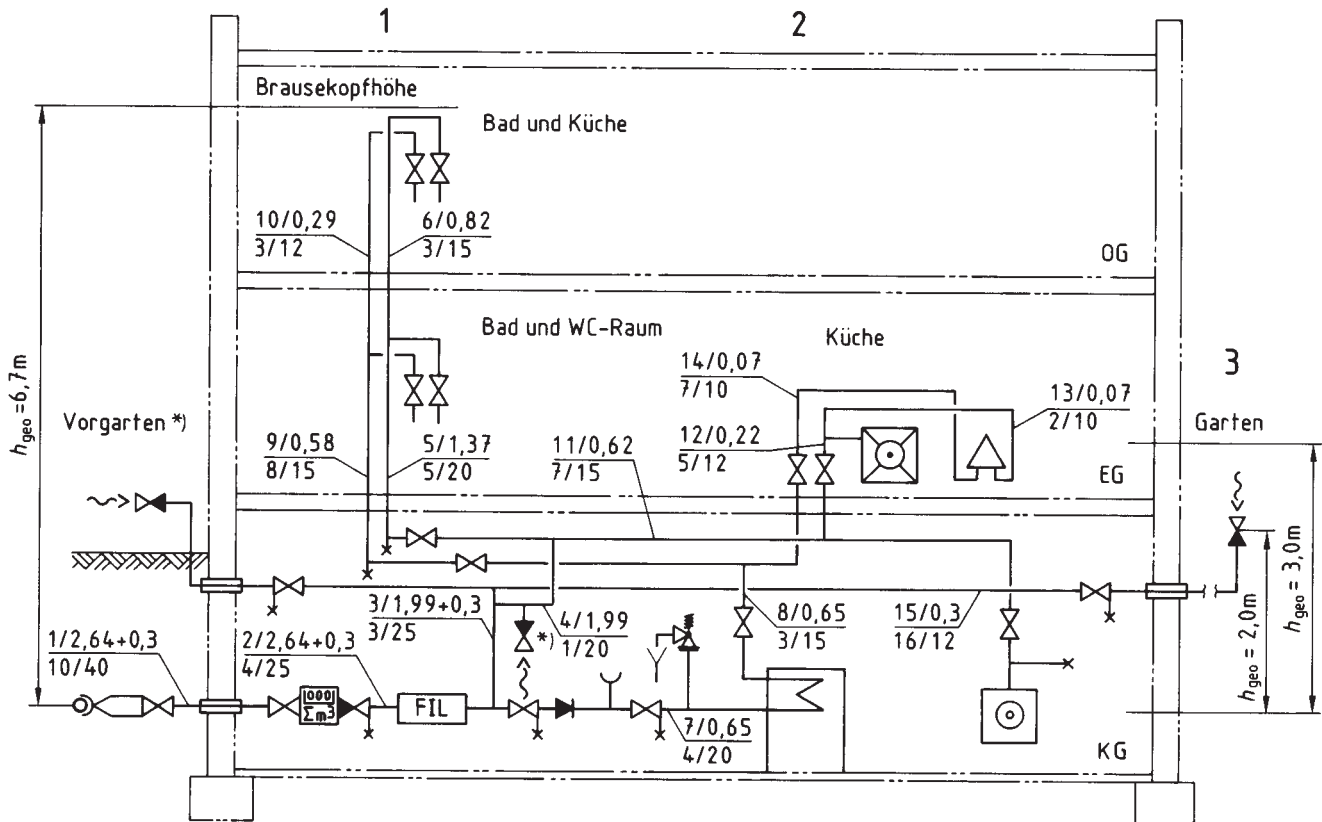 1
2
Brausekopfhöhe
Bad und Küche
10/0,29
3/12
6/0,82
3/15
OG
hgeo = 6,7m
Bad und WC-Raum
Küche
14/0,07
7/10
3
13/0,07
2/10
Vorgarten *)
Garten
9/0,58
8/15
5/1,37
5/20
11/0,62
7/15
12/0,22
5/12
EG
hgeo = 3,0m
hgeo = 2,0m
3/1,99+0,3
3/25
*)
4/1,99
1/20
8/0,65
3/15
15/0,3
16/12
1/2,64+0,3
10/40
2/2,64+0,3
4/25
000
Σm³
FIL
7/0,65
4/20
KG